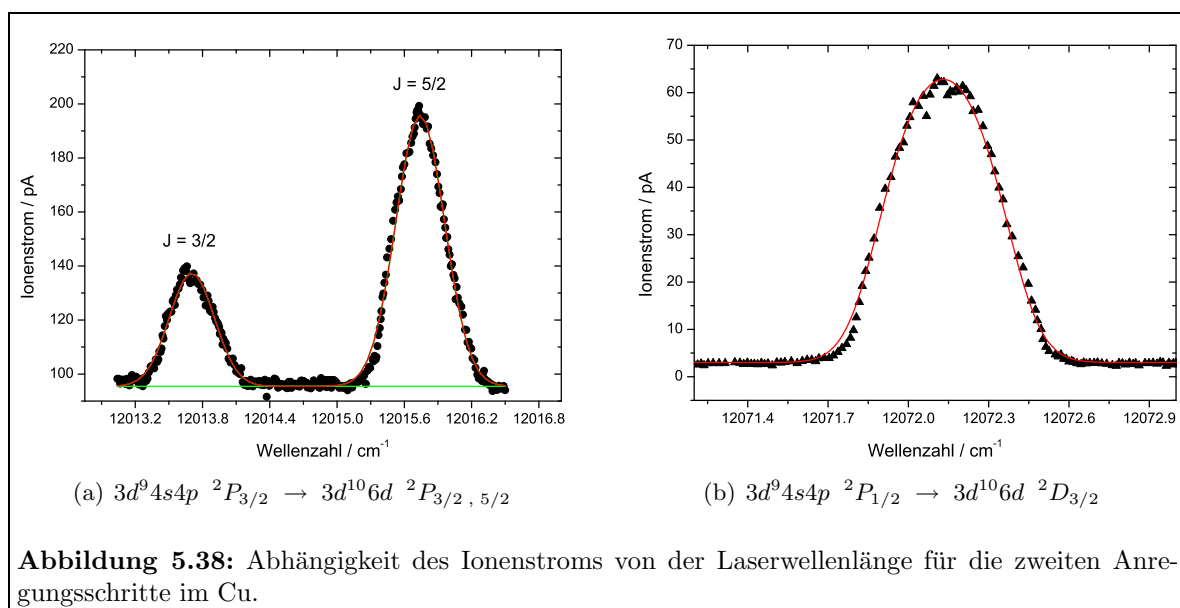 220
200
180
160
140
120
100
Ionenstrom / pA
J = 3/2
J = 5/2
12013.2 12013.8 12014.4 12015.0 12015.6 12016.2 12016.8
Wellenzahl / cm⁻¹
(a) 3d⁹4s4p ²P₃/₂ → 3d¹⁰6d ²P₃/₂ , ₅/₂
70
60
50
40
30
20
10
0
Ionenstrom / pA
12071.4 12071.7 12072.0 12072.3 12072.6 12072.9
Wellenzahl / cm⁻¹
(b) 3d⁹4s4p ²P₁/₂ → 3d¹⁰6d ²D₃/₂
Abbildung 5.38: Abhängigkeit des Ionenstroms von der Laserwellenlänge für die zweiten Anre-
gungsschritte im Cu.